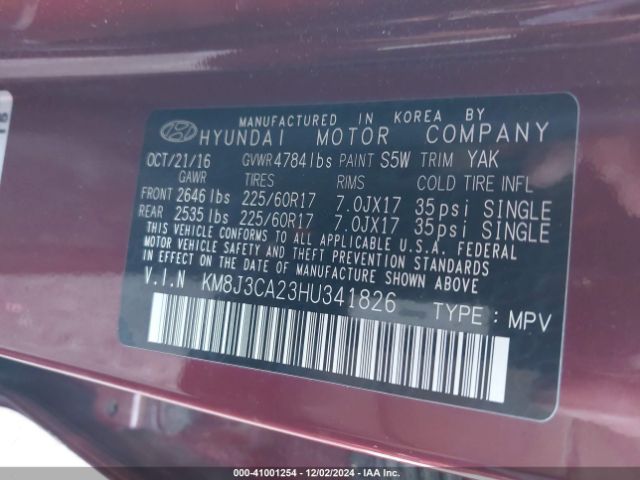 MANUFACTURED IN KOREA BY
HYUNDAI MOTOR COMPANY
OCT/21/16 GVWR 4784 lbs PAINT S5W TRIM YAK
GAWR TIRES RIMS COLD TIRE INFL
FRONT 2646 lbs 225/60R17 7.0JX17 35psi SINGLE
REAR 2535 lbs 225/60R17 7.0JX17 35psi SINGLE
THIS VEHICLE CONFORMS TO ALL APPLICABLE U.S.A. FEDERAL
MOTOR VEHICLE SAFETY AND THEFT PREVENTION STANDARDS
IN EFFECT ON THE DATE OF MANUFACTURE SHOWN ABOVE.
V.I.N KM8J3CA23HU341826 TYPE : MPV
000-41001254 - 12/02/2024 - IAA Inc.